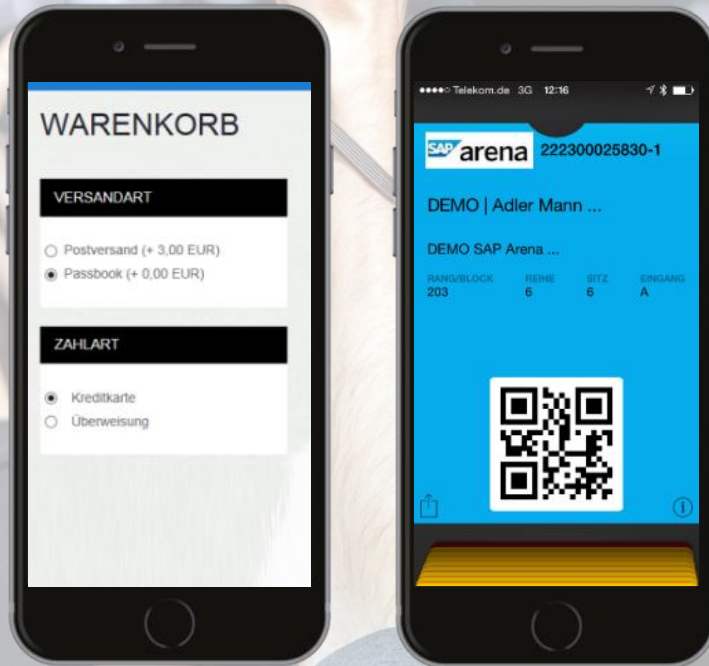 WARENKORB
VERSANDART
Postversand (+ 3,00 EUR)
Passbook (+ 0,00 EUR)
ZAHLART
Kreditkarte
Überweisung
Telekom.de 3G 12:16
SAP arena 222300025830-1
DEMO | Adler Mann ...
DEMO SAP Arena ...
RANG/BLOCK REIHE SITZ EINGANG
203 6 6 A